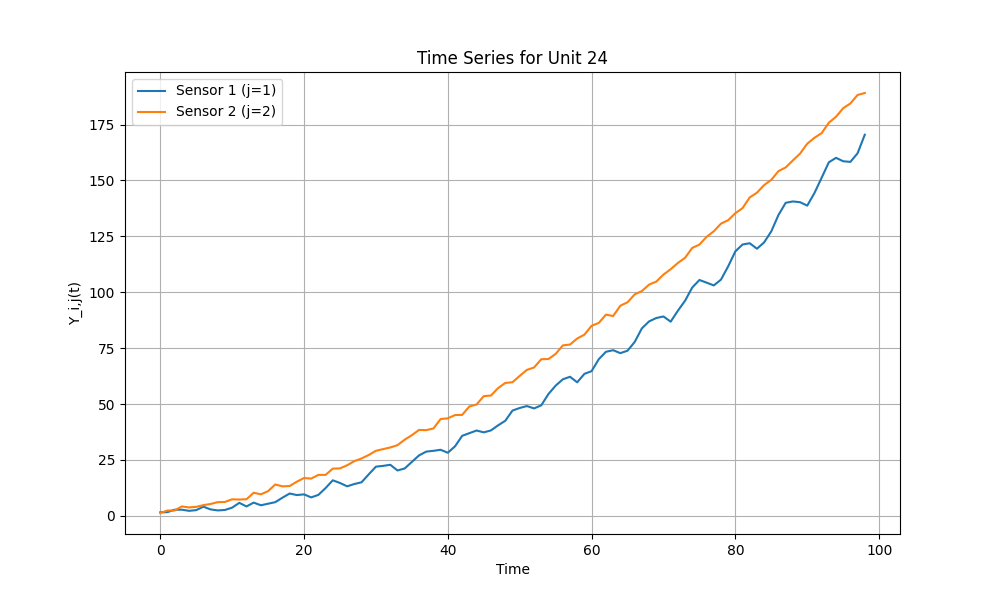 Time Series for Unit 24
Sensor 1 (j=1)
Sensor 2 (j=2)
175
150
125
100
75
50
25
0
Y_i,j(t)
0 20 40 60 80 100
Time